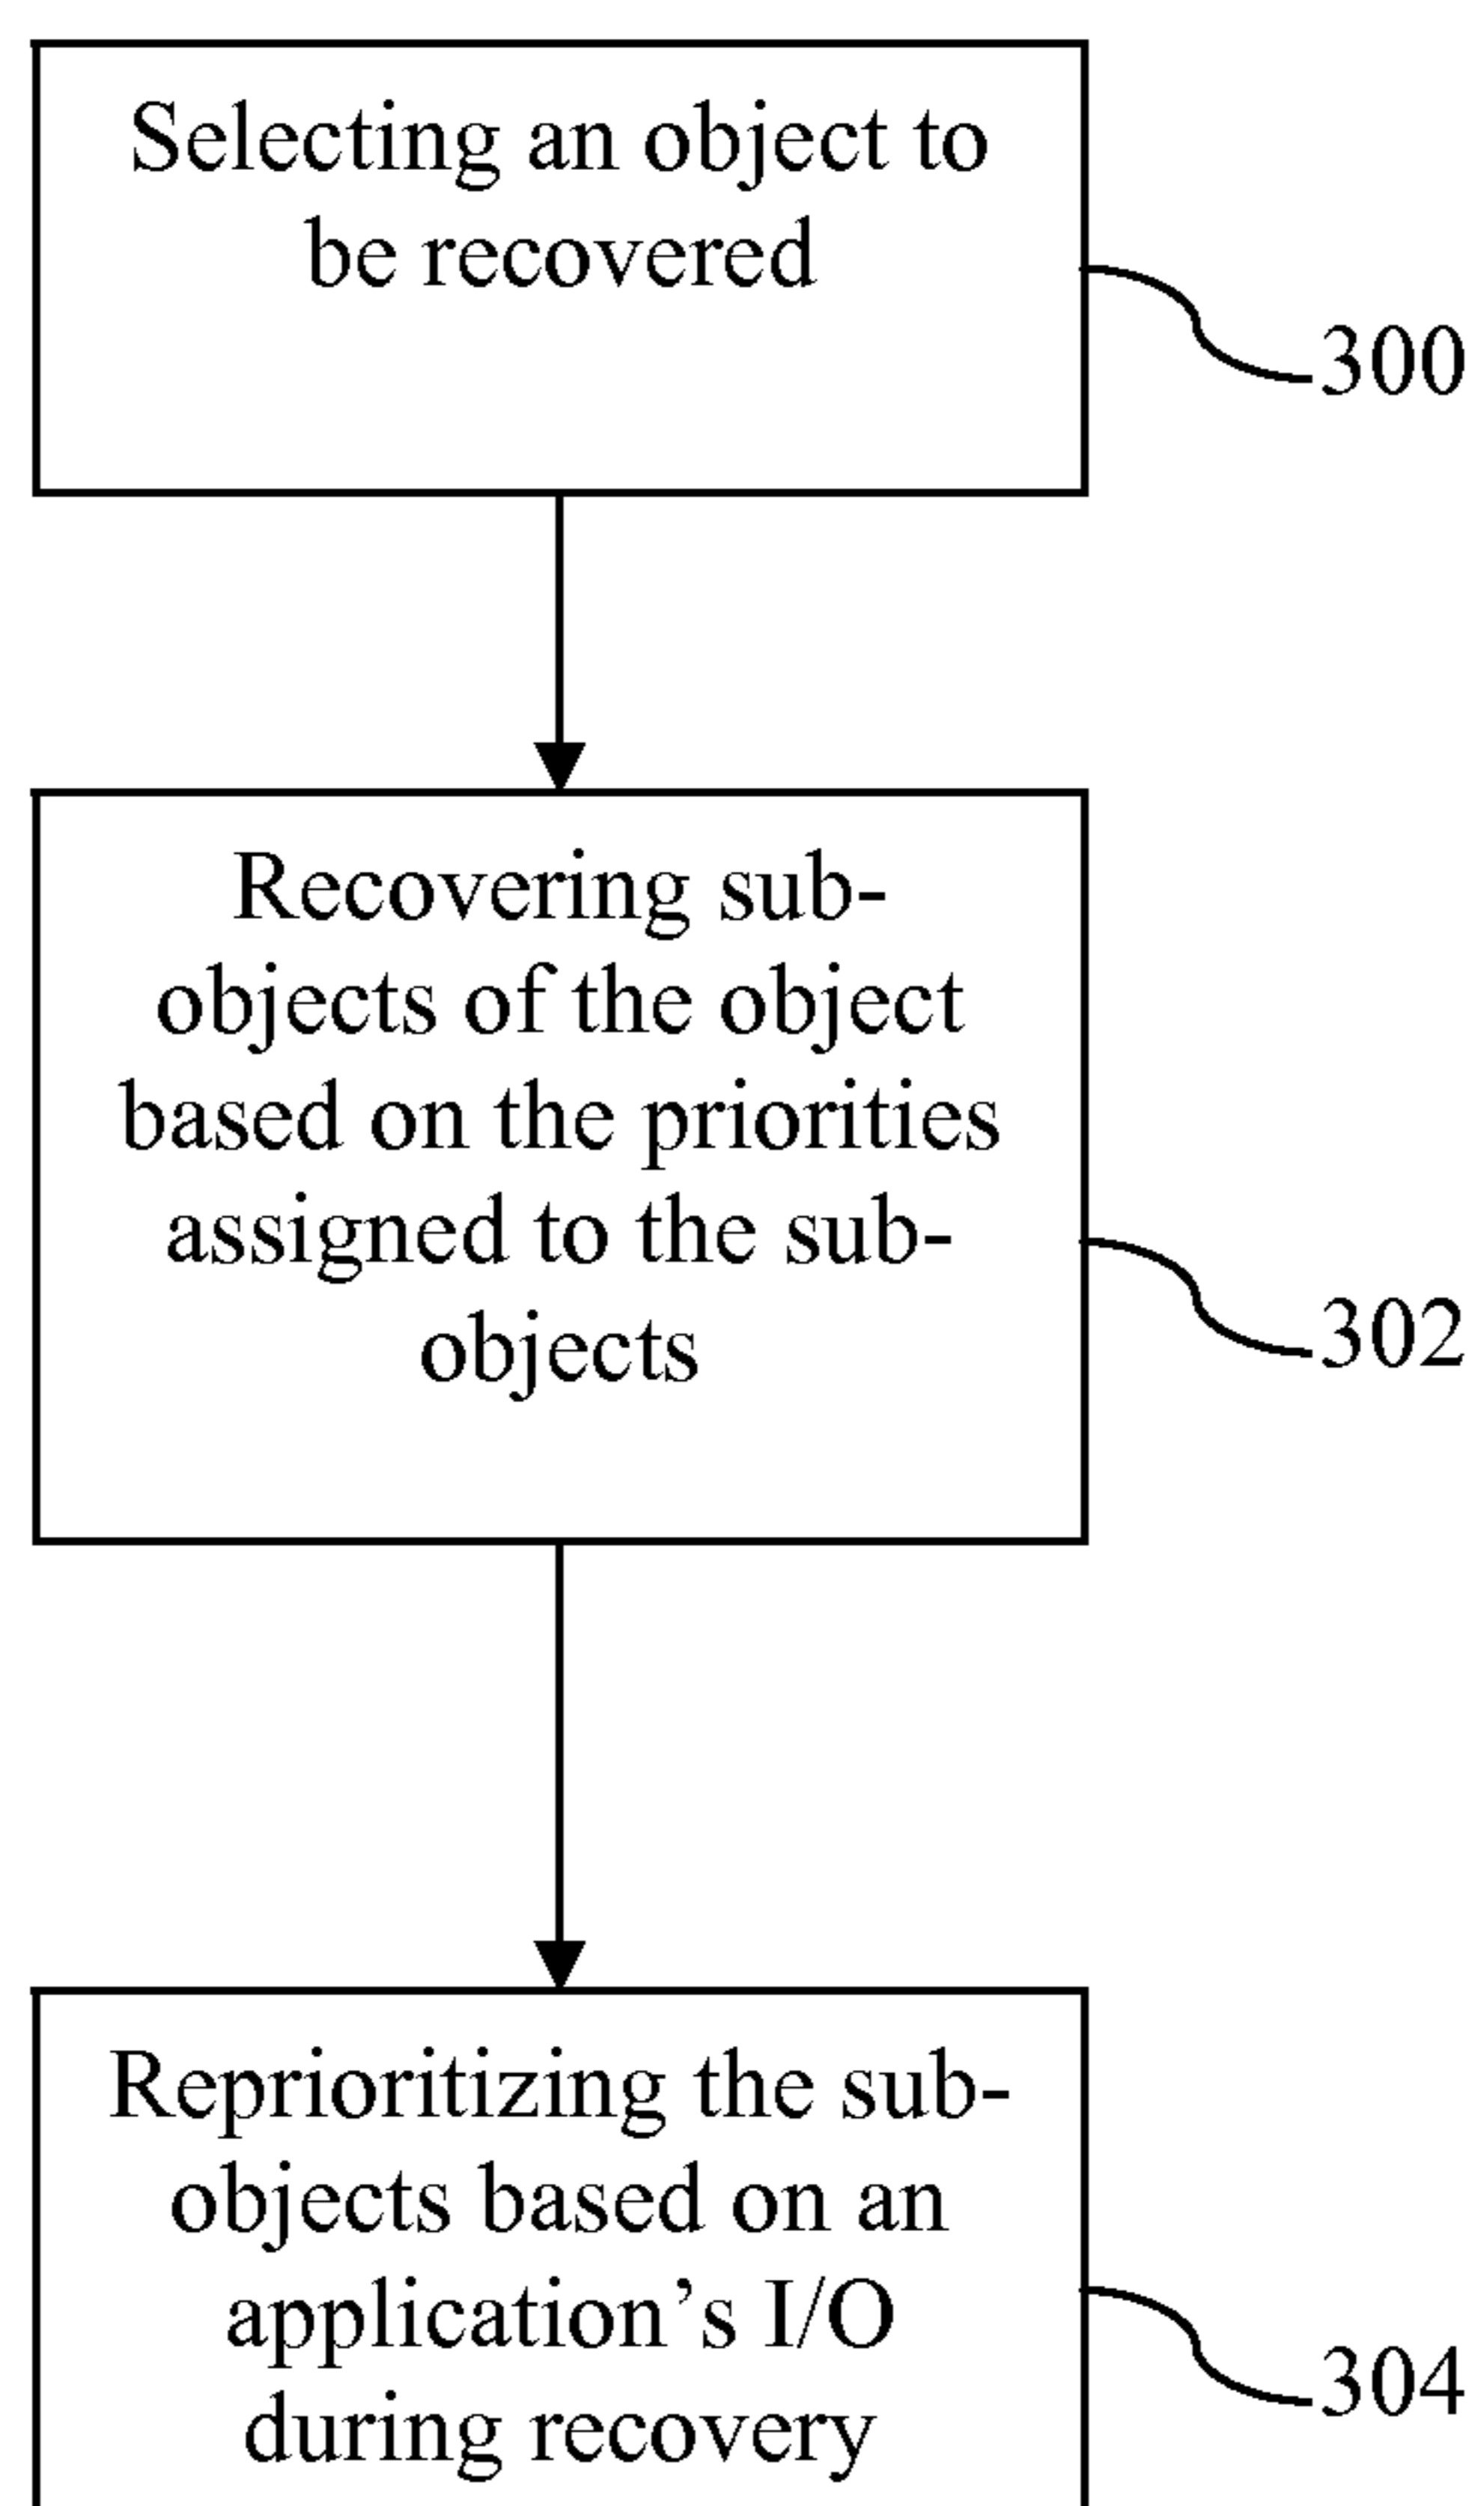 Selecting an object to
be recovered
300
Recovering sub-
objects of the object
based on the priorities
assigned to the sub-
objects
302
Reprioritizing the sub-
objects based on an
application’s I/O
during recovery
304